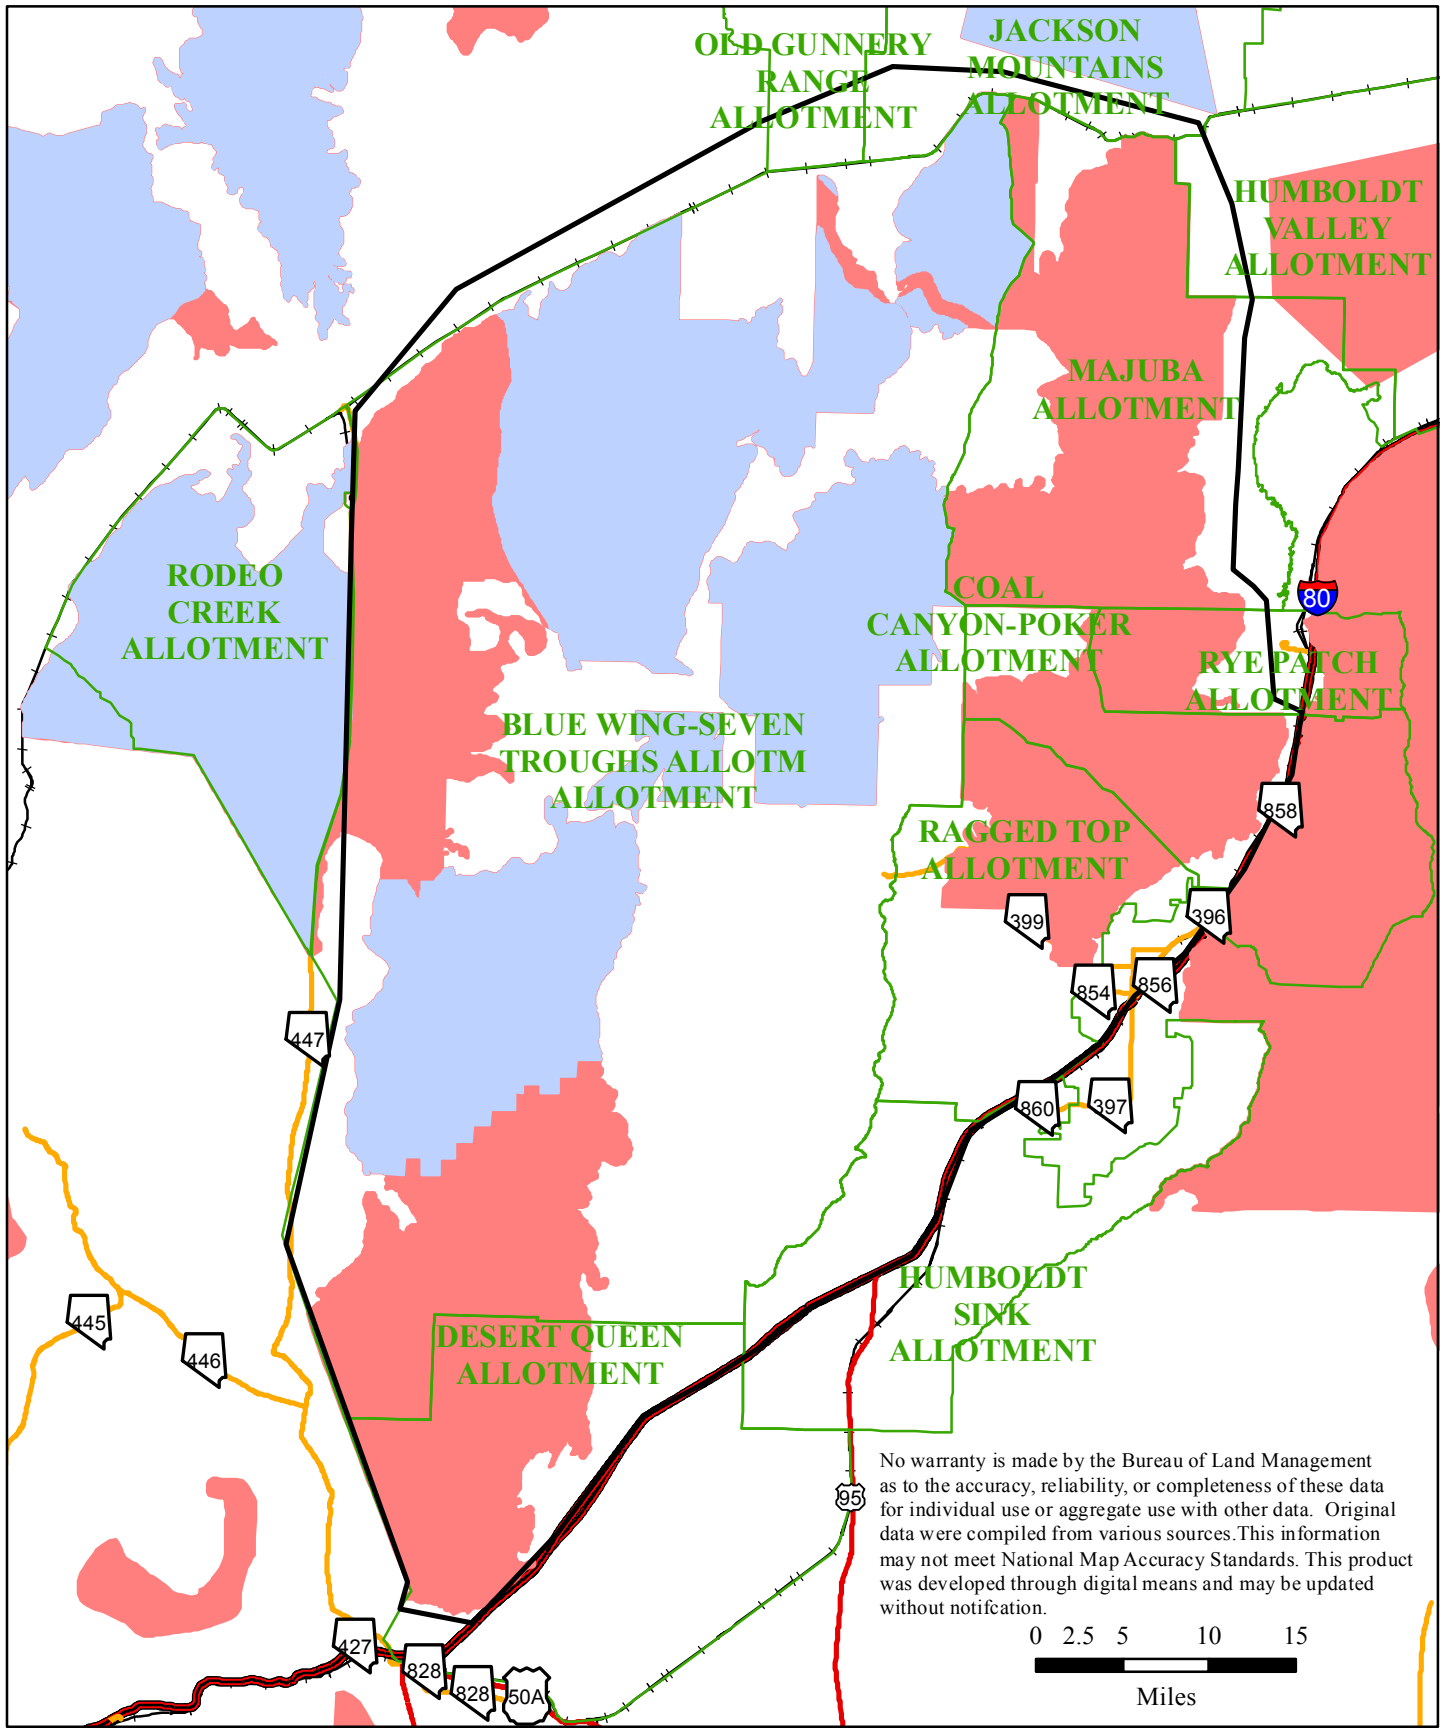 OLD GUNNERY
RANGE
ALLOTMENT
JACKSON
MOUNTAINS
ALLOTMENT
HUMBOLDT
VALLEY
ALLOTMENT
MAJUBA
ALLOTMENT
RODEO
CREEK
ALLOTMENT
COAL
CANYON-POKER
ALLOTMENT
80
RYE PATCH
ALLOTMENT
BLUE WING-SEVEN
TROUGHS ALLOTM
ALLOTMENT
858
RAGGED TOP
ALLOTMENT
399
396
854
856
447
860
397
HUMBOLDT
SINK
ALLOTMENT
445
446
DESERT QUEEN
ALLOTMENT
95
No warranty is made by the Bureau of Land Management
as to the accuracy, reliability, or completeness of these data
for individual use or aggregate use with other data. Original
data were compiled from various sources.This information
may not meet National Map Accuracy Standards. This product
was developed through digital means and may be updated
without notifcation.
0 2.5 5 10 15
Miles
427
828
828
50A